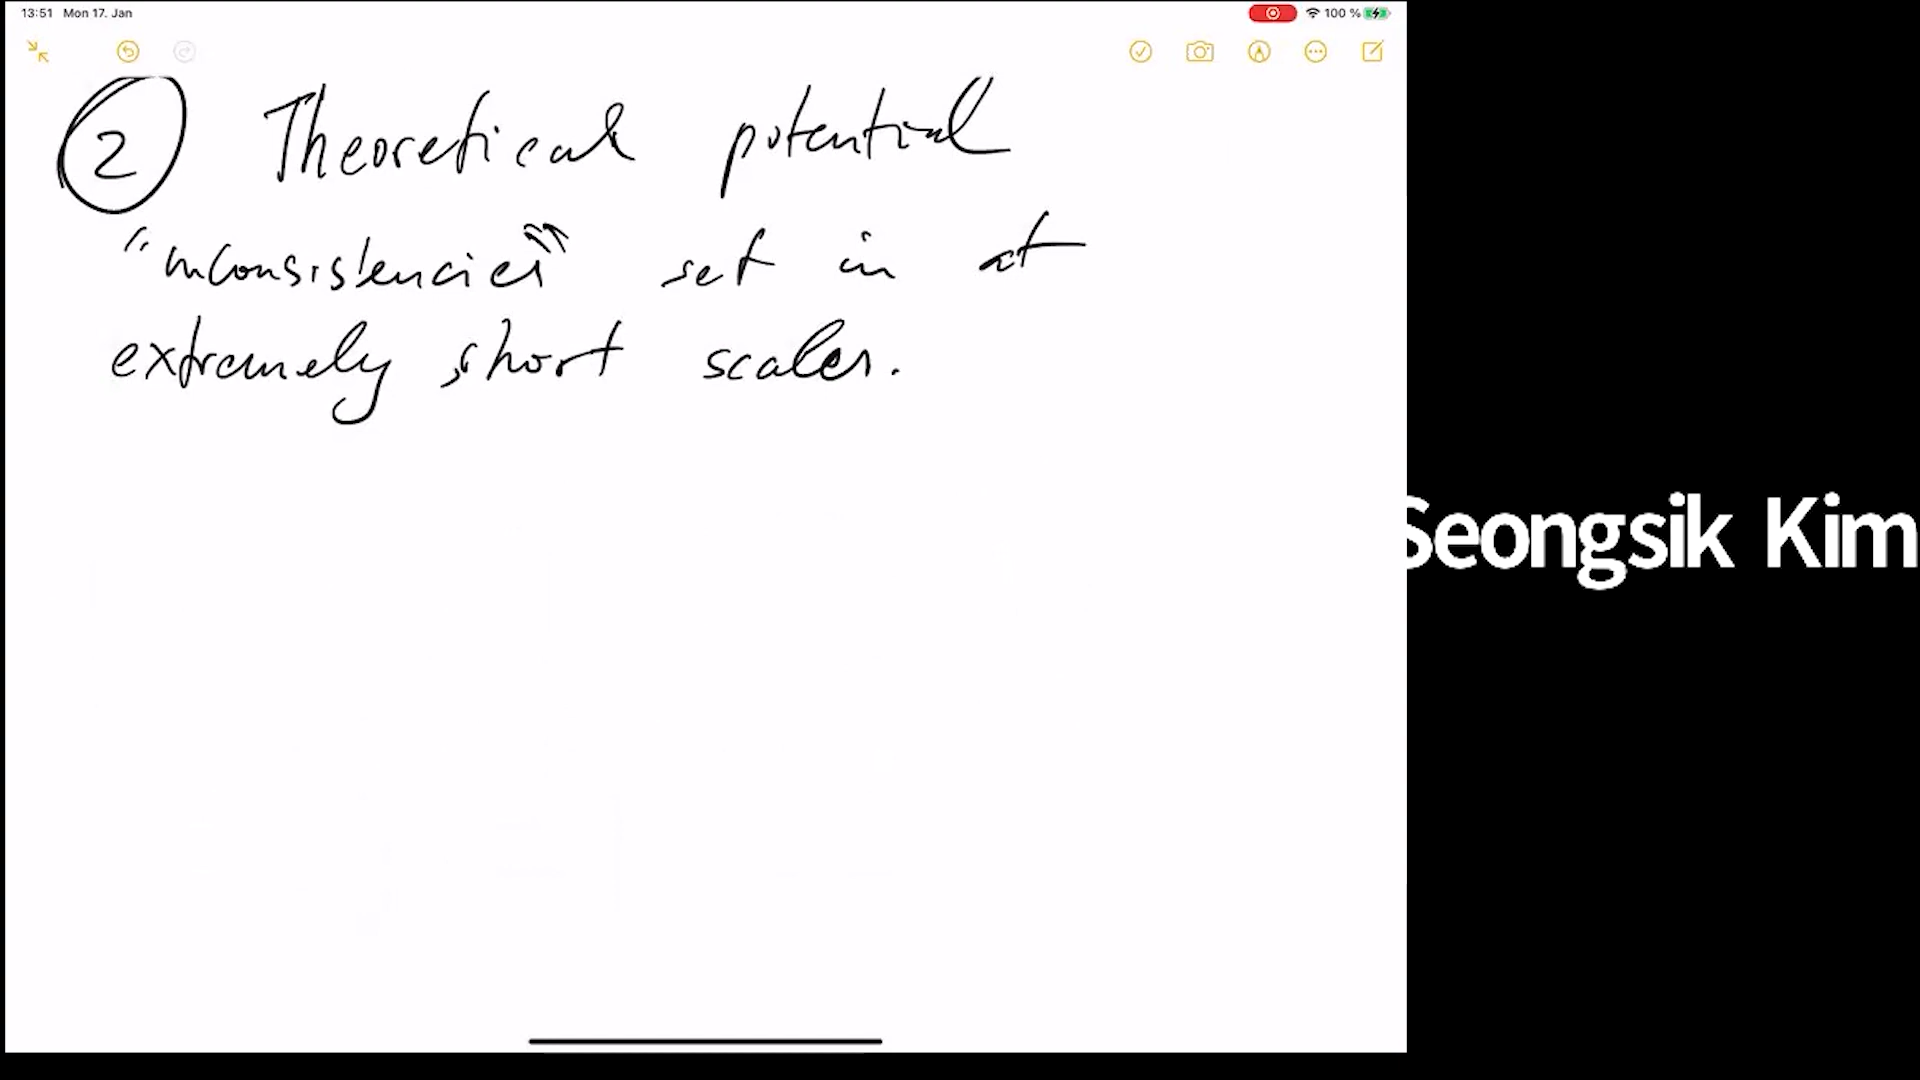 13:51 Mon 17. Jan
100 %
2 Theoretical potential
"inconsistencies" set in at
extremely short scales.
Seongsik Kim